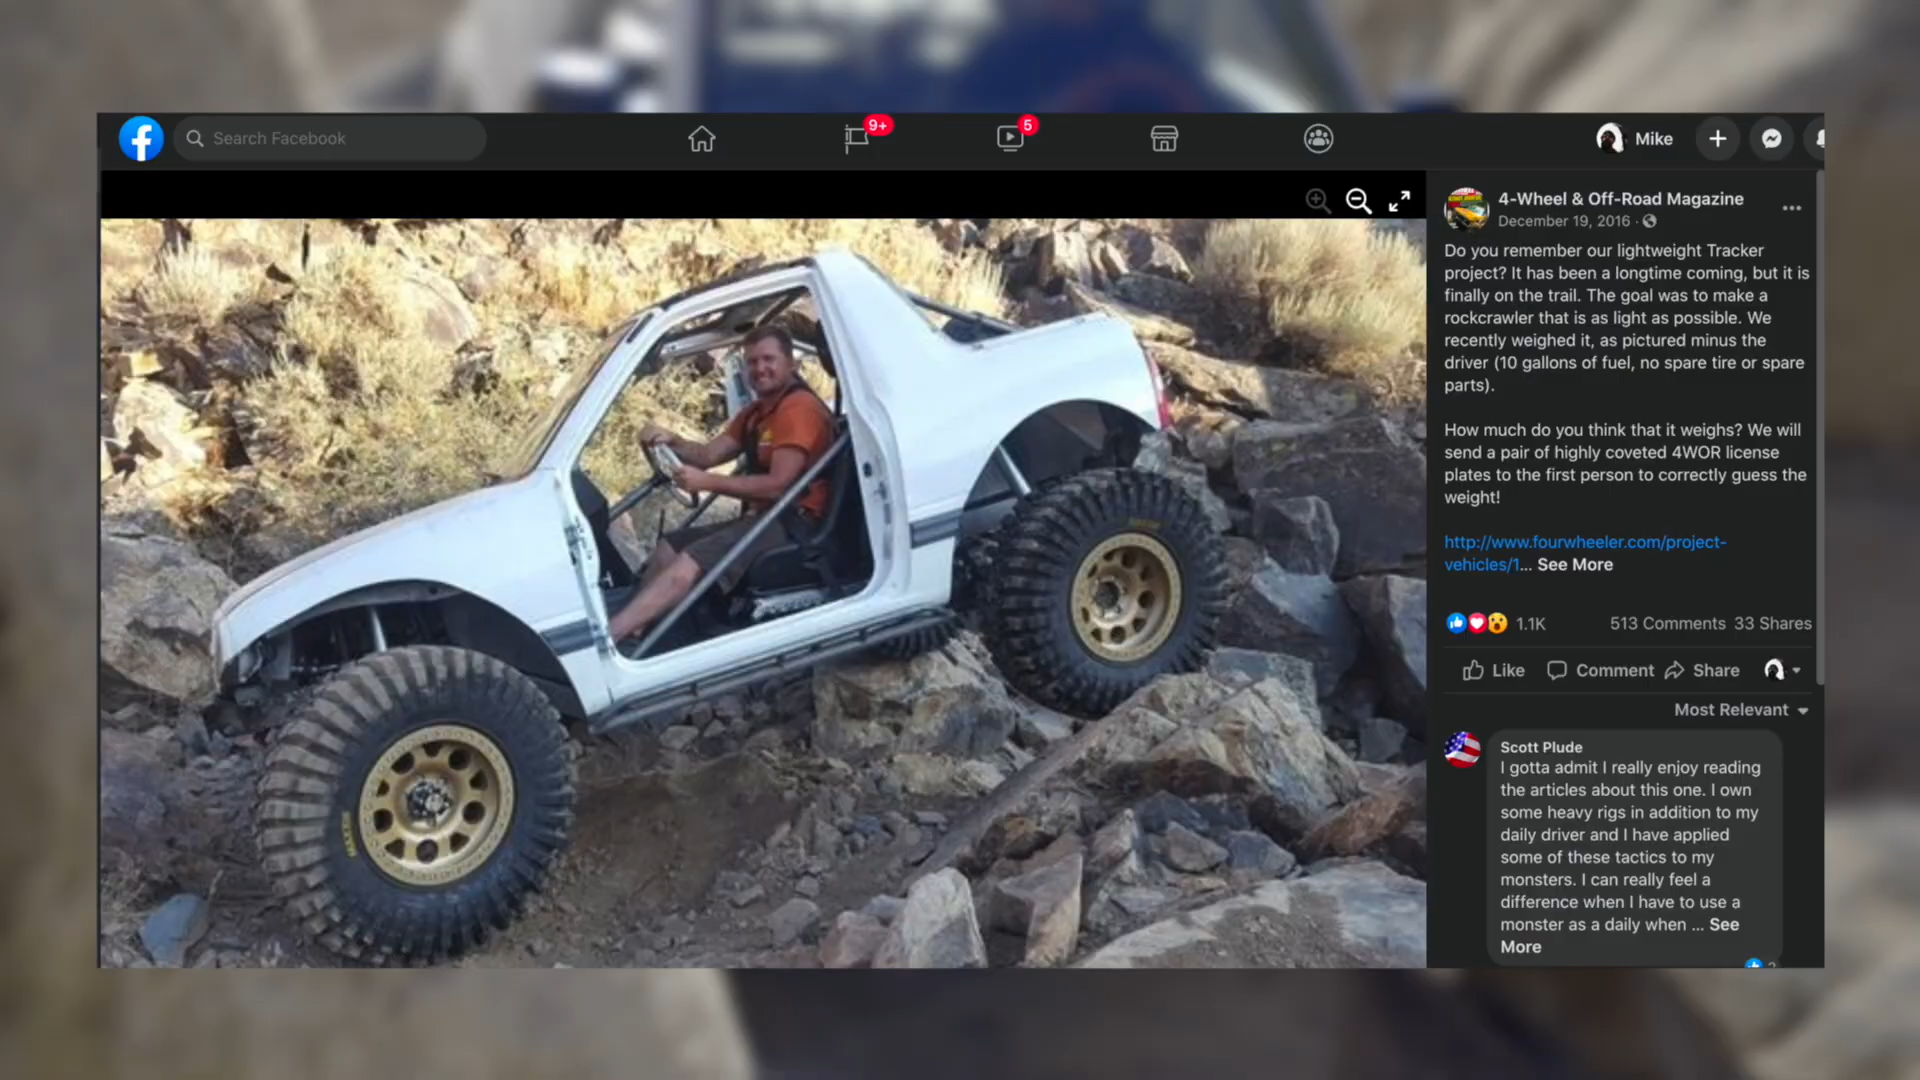 Search Facebook
9+
5
Mike
4-Wheel & Off-Road Magazine
December 19, 2016 ·
Do you remember our lightweight Tracker
project? It has been a longtime coming, but it is
finally on the trail. The goal was to make a
rockcrawler that is as light as possible. We
recently weighed it, as pictured minus the
driver (10 gallons of fuel, no spare tire or spare
parts).
How much do you think that it weighs? We will
send a pair of highly coveted 4WOR license
plates to the first person to correctly guess the
weight!
http://www.fourwheeler.com/project-
vehicles/1... See More
1.1K 513 Comments 33 Shares
Like Comment Share
Most Relevant
Scott Plude
I gotta admit I really enjoy reading
the articles about this one. I own
some heavy rigs in addition to my
daily driver and I have applied
some of these tactics to my
monsters. I can really feel a
difference when I have to use a
monster as a daily when ... See
More
MAXXIS